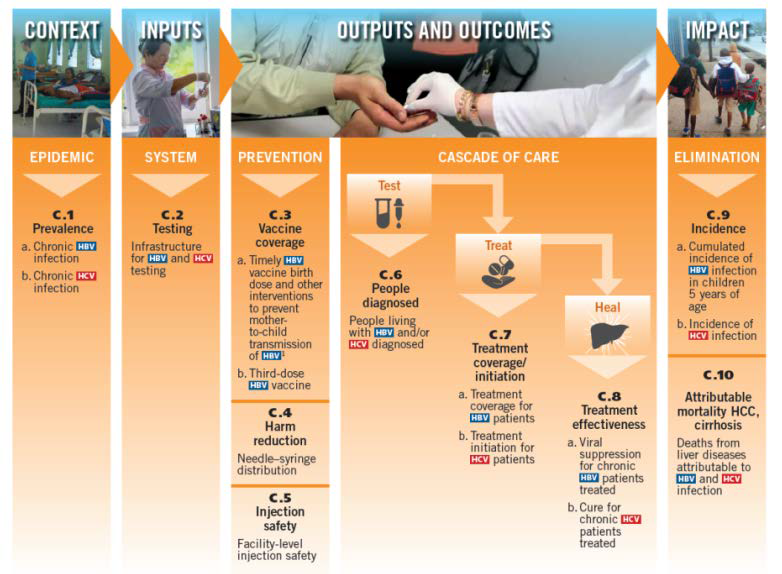 CONTEXT
INPUTS
OUTPUTS AND OUTCOMES
IMPACT
EPIDEMIC
SYSTEM
PREVENTION
CASCADE OF CARE
ELIMINATION
C.1
Prevalence
a. Chronic HBV
infection
b. Chronic HCV
infection
C.2
Testing
Infrastructure
for HBV and HCV
testing
C.3
Vaccine
coverage
a. Timely HBV
vaccine birth
dose and other
interventions
to prevent
mother-
to-child
transmission
of HBV¹
b. Third-dose
HBV vaccine
C.4
Harm
reduction
Needle–syringe
distribution
C.5
Injection
safety
Facility-level
injection safety
Test
C.6
People
diagnosed
People living
with HBV and/or
HCV diagnosed
Treat
C.7
Treatment
coverage/
initiation
a. Treatment
coverage for
HBV patients
b. Treatment
initiation for
HCV patients
Heal
C.8
Treatment
effectiveness
a. Viral
suppression
for chronic
HBV patients
treated
b. Cure for
chronic HCV
patients
treated
C.9
Incidence
a. Cumulated
incidence of
HBV infection
in children
5 years of
age
b. Incidence of
HCV infection
C.10
Attributable
mortality HCC,
cirrhosis
Deaths from
liver diseases
attributable to
HBV and HCV
infection